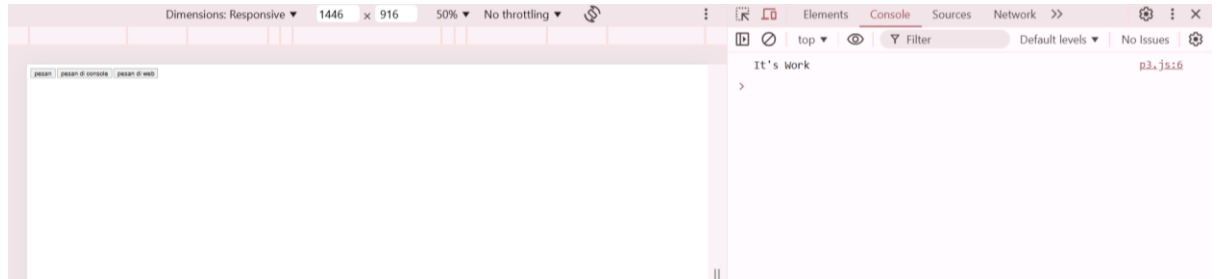 Dimensions: Responsive ▼ 1446 × 916 50% ▼ No throttling ▼
Elements Console Sources Network >>
top ▼ Filter Default levels ▼ No Issues
pesan pesan di console pesan di web
It's Work p3.js:6
>